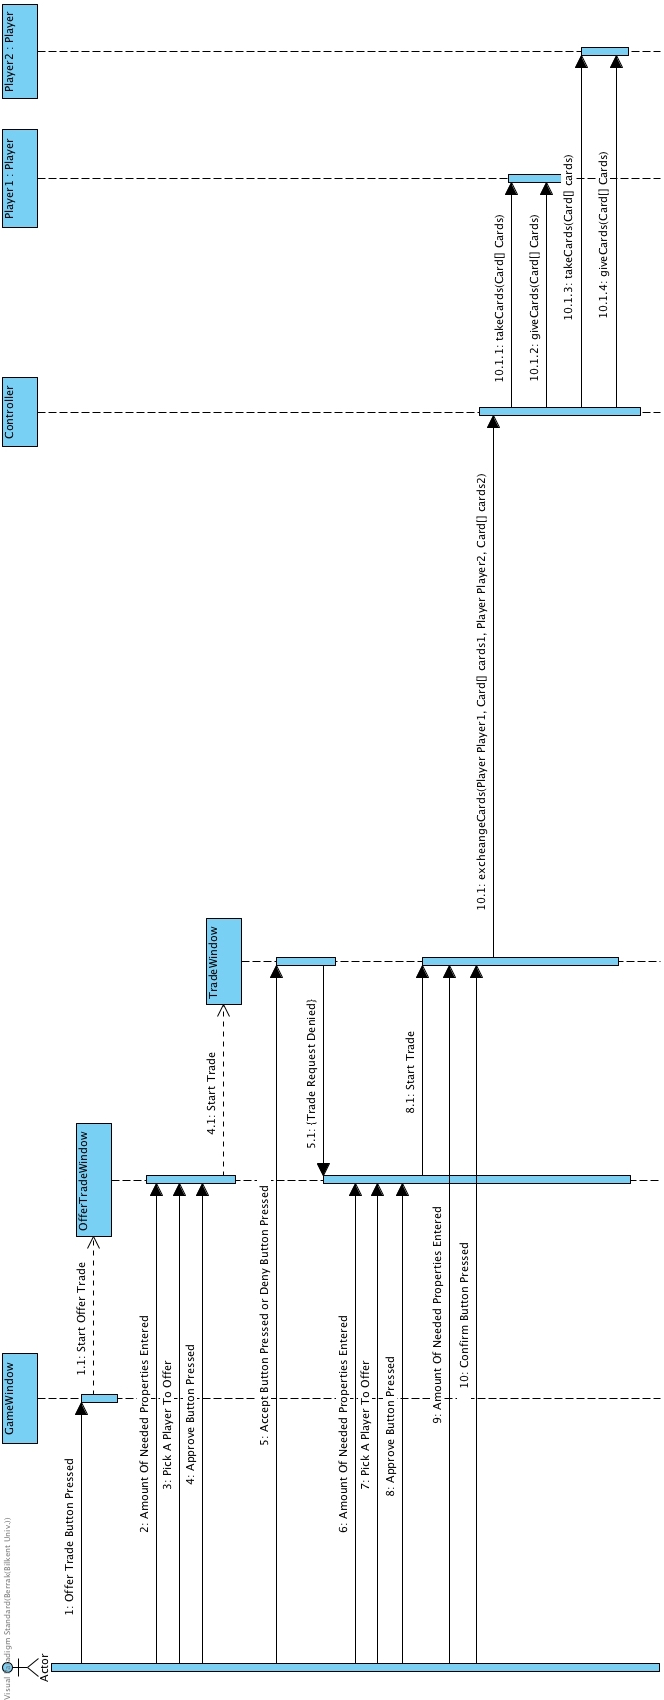 Visual Paradigm Standard(Berrak(Bilkent Univ.))
Actor
GameWindow
OfferTradeWindow
TradeWindow
Controller
Player1 : Player
Player2 : Player
1: Offer Trade Button Pressed
1.1: Start Offer Trade
2: Amount Of Needed Properties Entered
3: Pick A Player To Offer
4: Approve Button Pressed
4.1: Start Trade
5: Accept Button Pressed or Deny Button Pressed
5.1: {Trade Request Denied}
6: Amount Of Needed Properties Entered
7: Pick A Player To Offer
8: Approve Button Pressed
8.1: Start Trade
9: Amount Of Needed Properties Entered
10: Confirm Button Pressed
10.1: excheangeCards(Player Player1, Card[] cards1, Player Player2, Card[] cards2)
10.1.1: takeCards(Card[] Cards)
10.1.2: giveCards(Card[] Cards)
10.1.3: takeCards(Card[] cards)
10.1.4: giveCards(Card[] Cards)